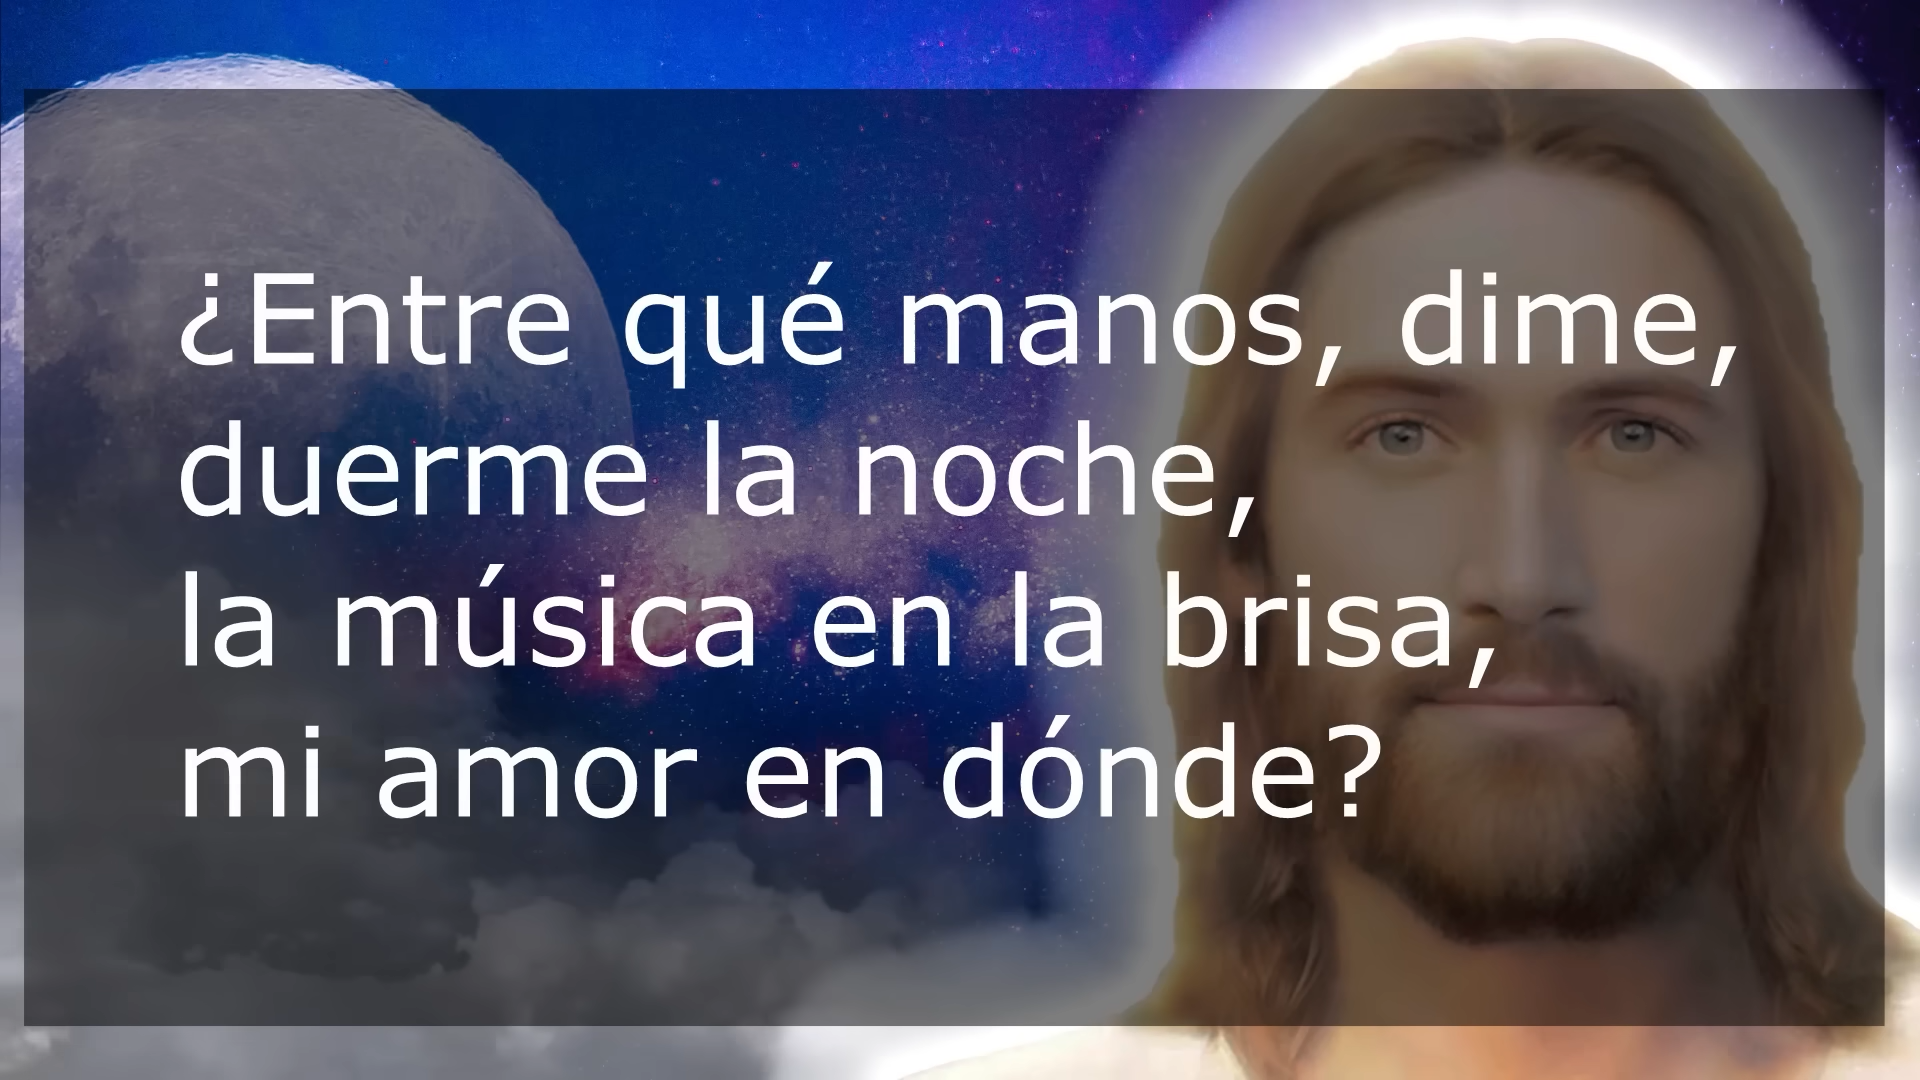 ¿Entre qué manos, dime,
duerme la noche,
la música en la brisa,
mi amor en dónde?